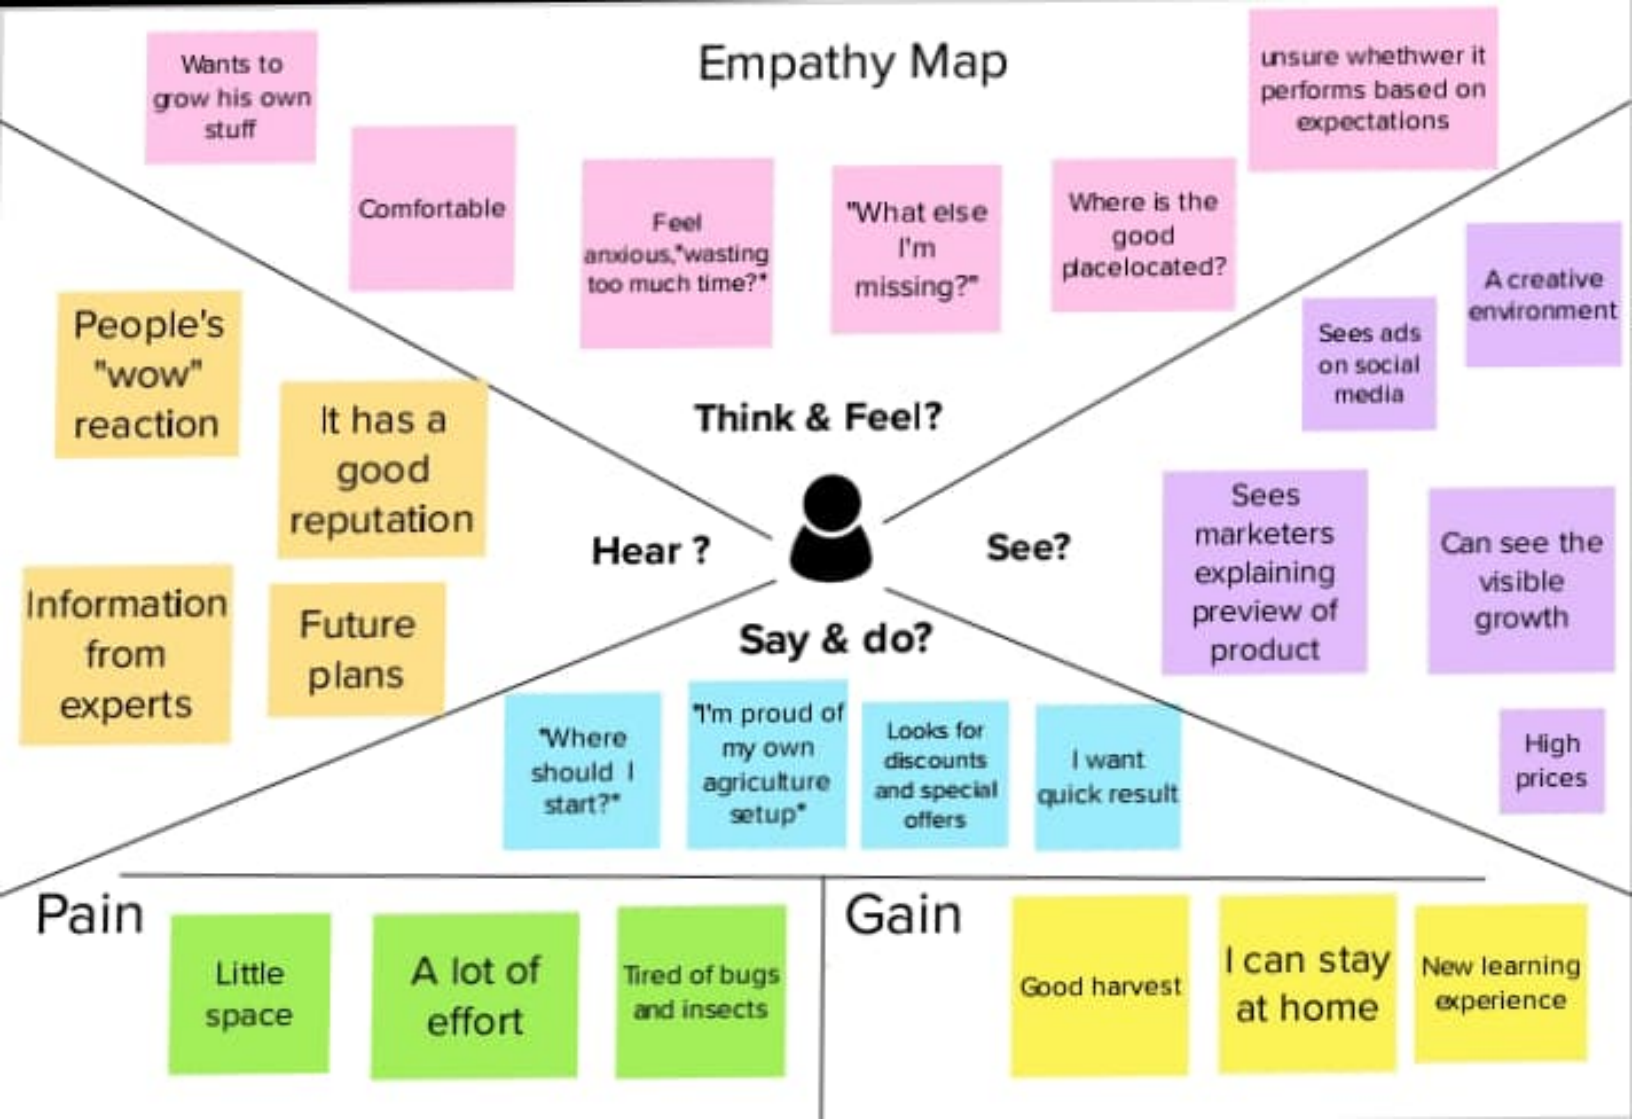 Empathy Map
Wants to
grow his own
stuff
Comfortable
Feel
anxious,"wasting
too much time?"
"What else
I'm
missing?"
Where is the
good
placelocated?
unsure whethwer it
performs based on
expectations
Think & Feel?
People's
"wow"
reaction
It has a
good
reputation
Information
from
experts
Future
plans
Hear ?
See?
A creative
environment
Sees ads
on social
media
Sees
marketers
explaining
preview of
product
Can see the
visible
growth
High
prices
Say & do?
"Where
should I
start?"
"I'm proud of
my own
agriculture
setup"
Looks for
discounts
and special
offers
I want
quick result
Pain
Little
space
A lot of
effort
Tired of bugs
and insects
Gain
Good harvest
I can stay
at home
New learning
experience